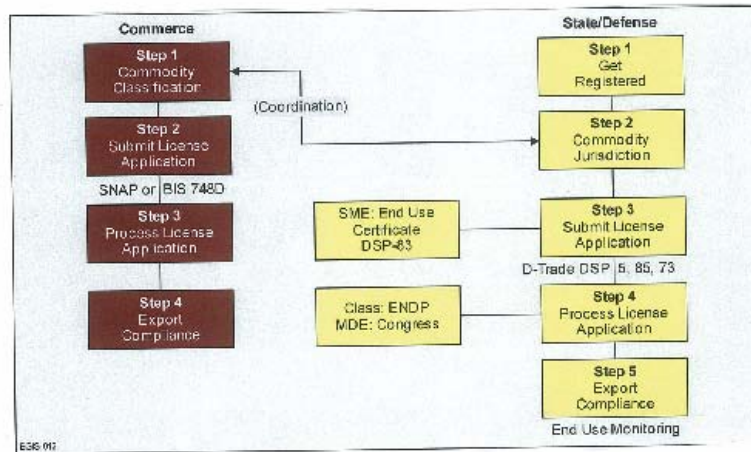 Commerce
Step 1
Commodity
Classification
Step 2
Submit License
Application
SNAP or BIS 748D
Step 3
Process License
Application
Step 4
Export
Compliance
(Coordination)
State/Defense
Step 1
Get
Registered
Step 2
Commodity
Jurisdiction
SME: End Use
Certificate
DSP-83
Step 3
Submit License
Application
D-Trade DSP 5, 85, 73
Class: ENDP
MDE: Congress
Step 4
Process License
Application
Step 5
Export
Compliance
End Use Monitoring